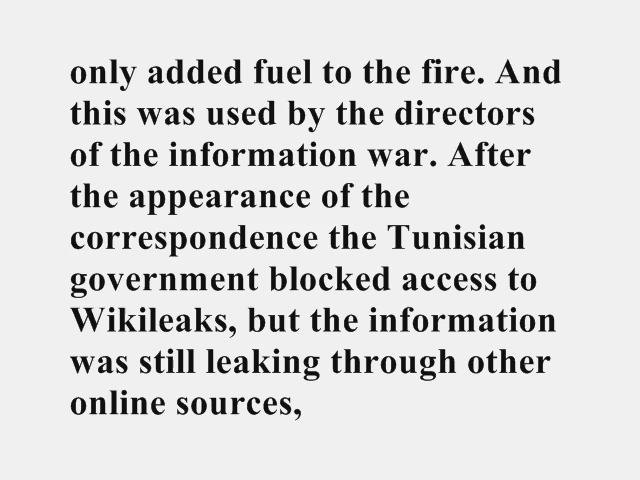 only added fuel to the fire. And
this was used by the directors
of the information war. After
the appearance of the
correspondence the Tunisian
government blocked access to
Wikileaks, but the information
was still leaking through other
online sources,